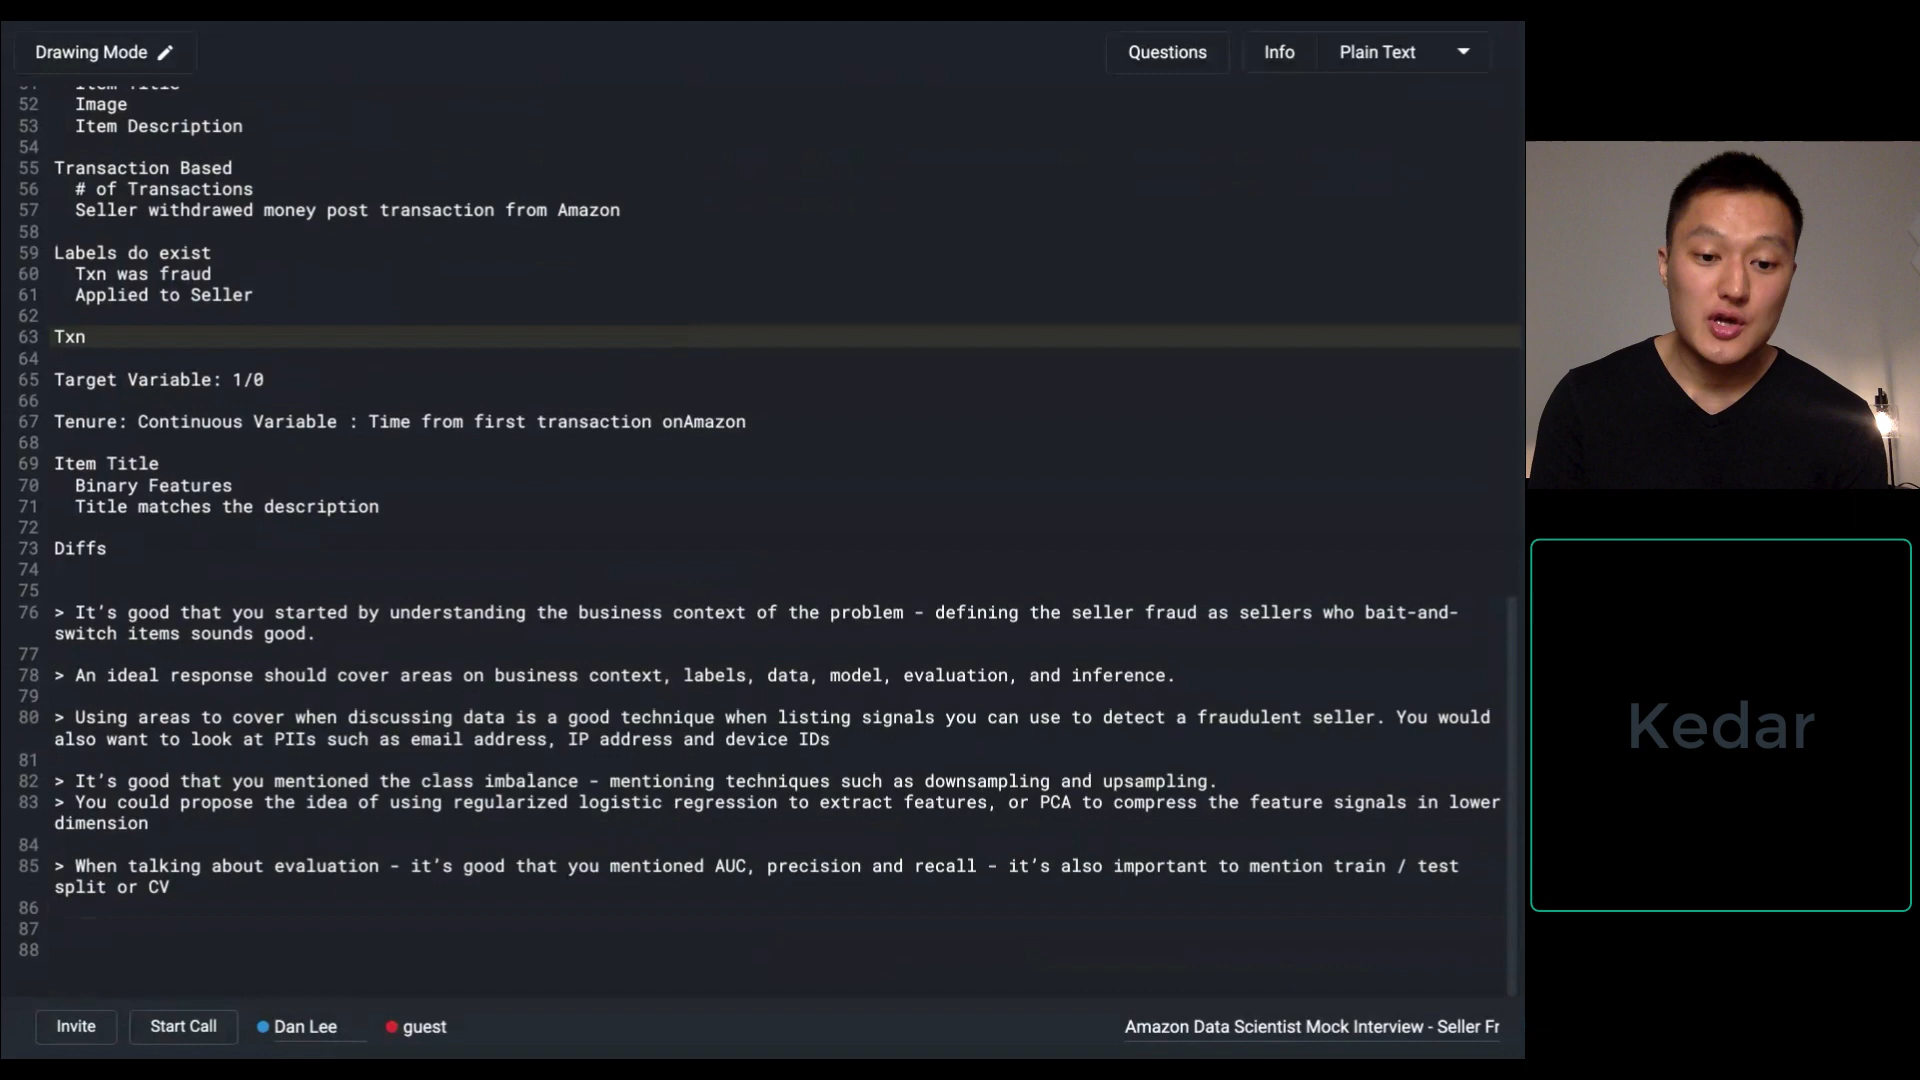 Drawing Mode
Questions
Info
Plain Text
52 Image
53 Item Description
54
55 Transaction Based
56 # of Transactions
57 Seller withdrawed money post transaction from Amazon
58
59 Labels do exist
60 Txn was fraud
61 Applied to Seller
62
63 Txn
64
65 Target Variable: 1/0
66
67 Tenure: Continuous Variable : Time from first transaction onAmazon
68
69 Item Title
70 Binary Features
71 Title matches the description
72
73 Diffs
74
75
76 > It’s good that you started by understanding the business context of the problem - defining the seller fraud as sellers who bait-and-
switch items sounds good.
77
78 > An ideal response should cover areas on business context, labels, data, model, evaluation, and inference.
79
80 > Using areas to cover when discussing data is a good technique when listing signals you can use to detect a fraudulent seller. You would
also want to look at PIIs such as email address, IP address and device IDs
81
82 > It’s good that you mentioned the class imbalance - mentioning techniques such as downsampling and upsampling.
83 > You could propose the idea of using regularized logistic regression to extract features, or PCA to compress the feature signals in lower
dimension
84
85 > When talking about evaluation - it’s good that you mentioned AUC, precision and recall - it’s also important to mention train / test
split or CV
86
87
88
Invite
Start Call
Dan Lee
guest
Amazon Data Scientist Mock Interview - Seller Fr
Kedar